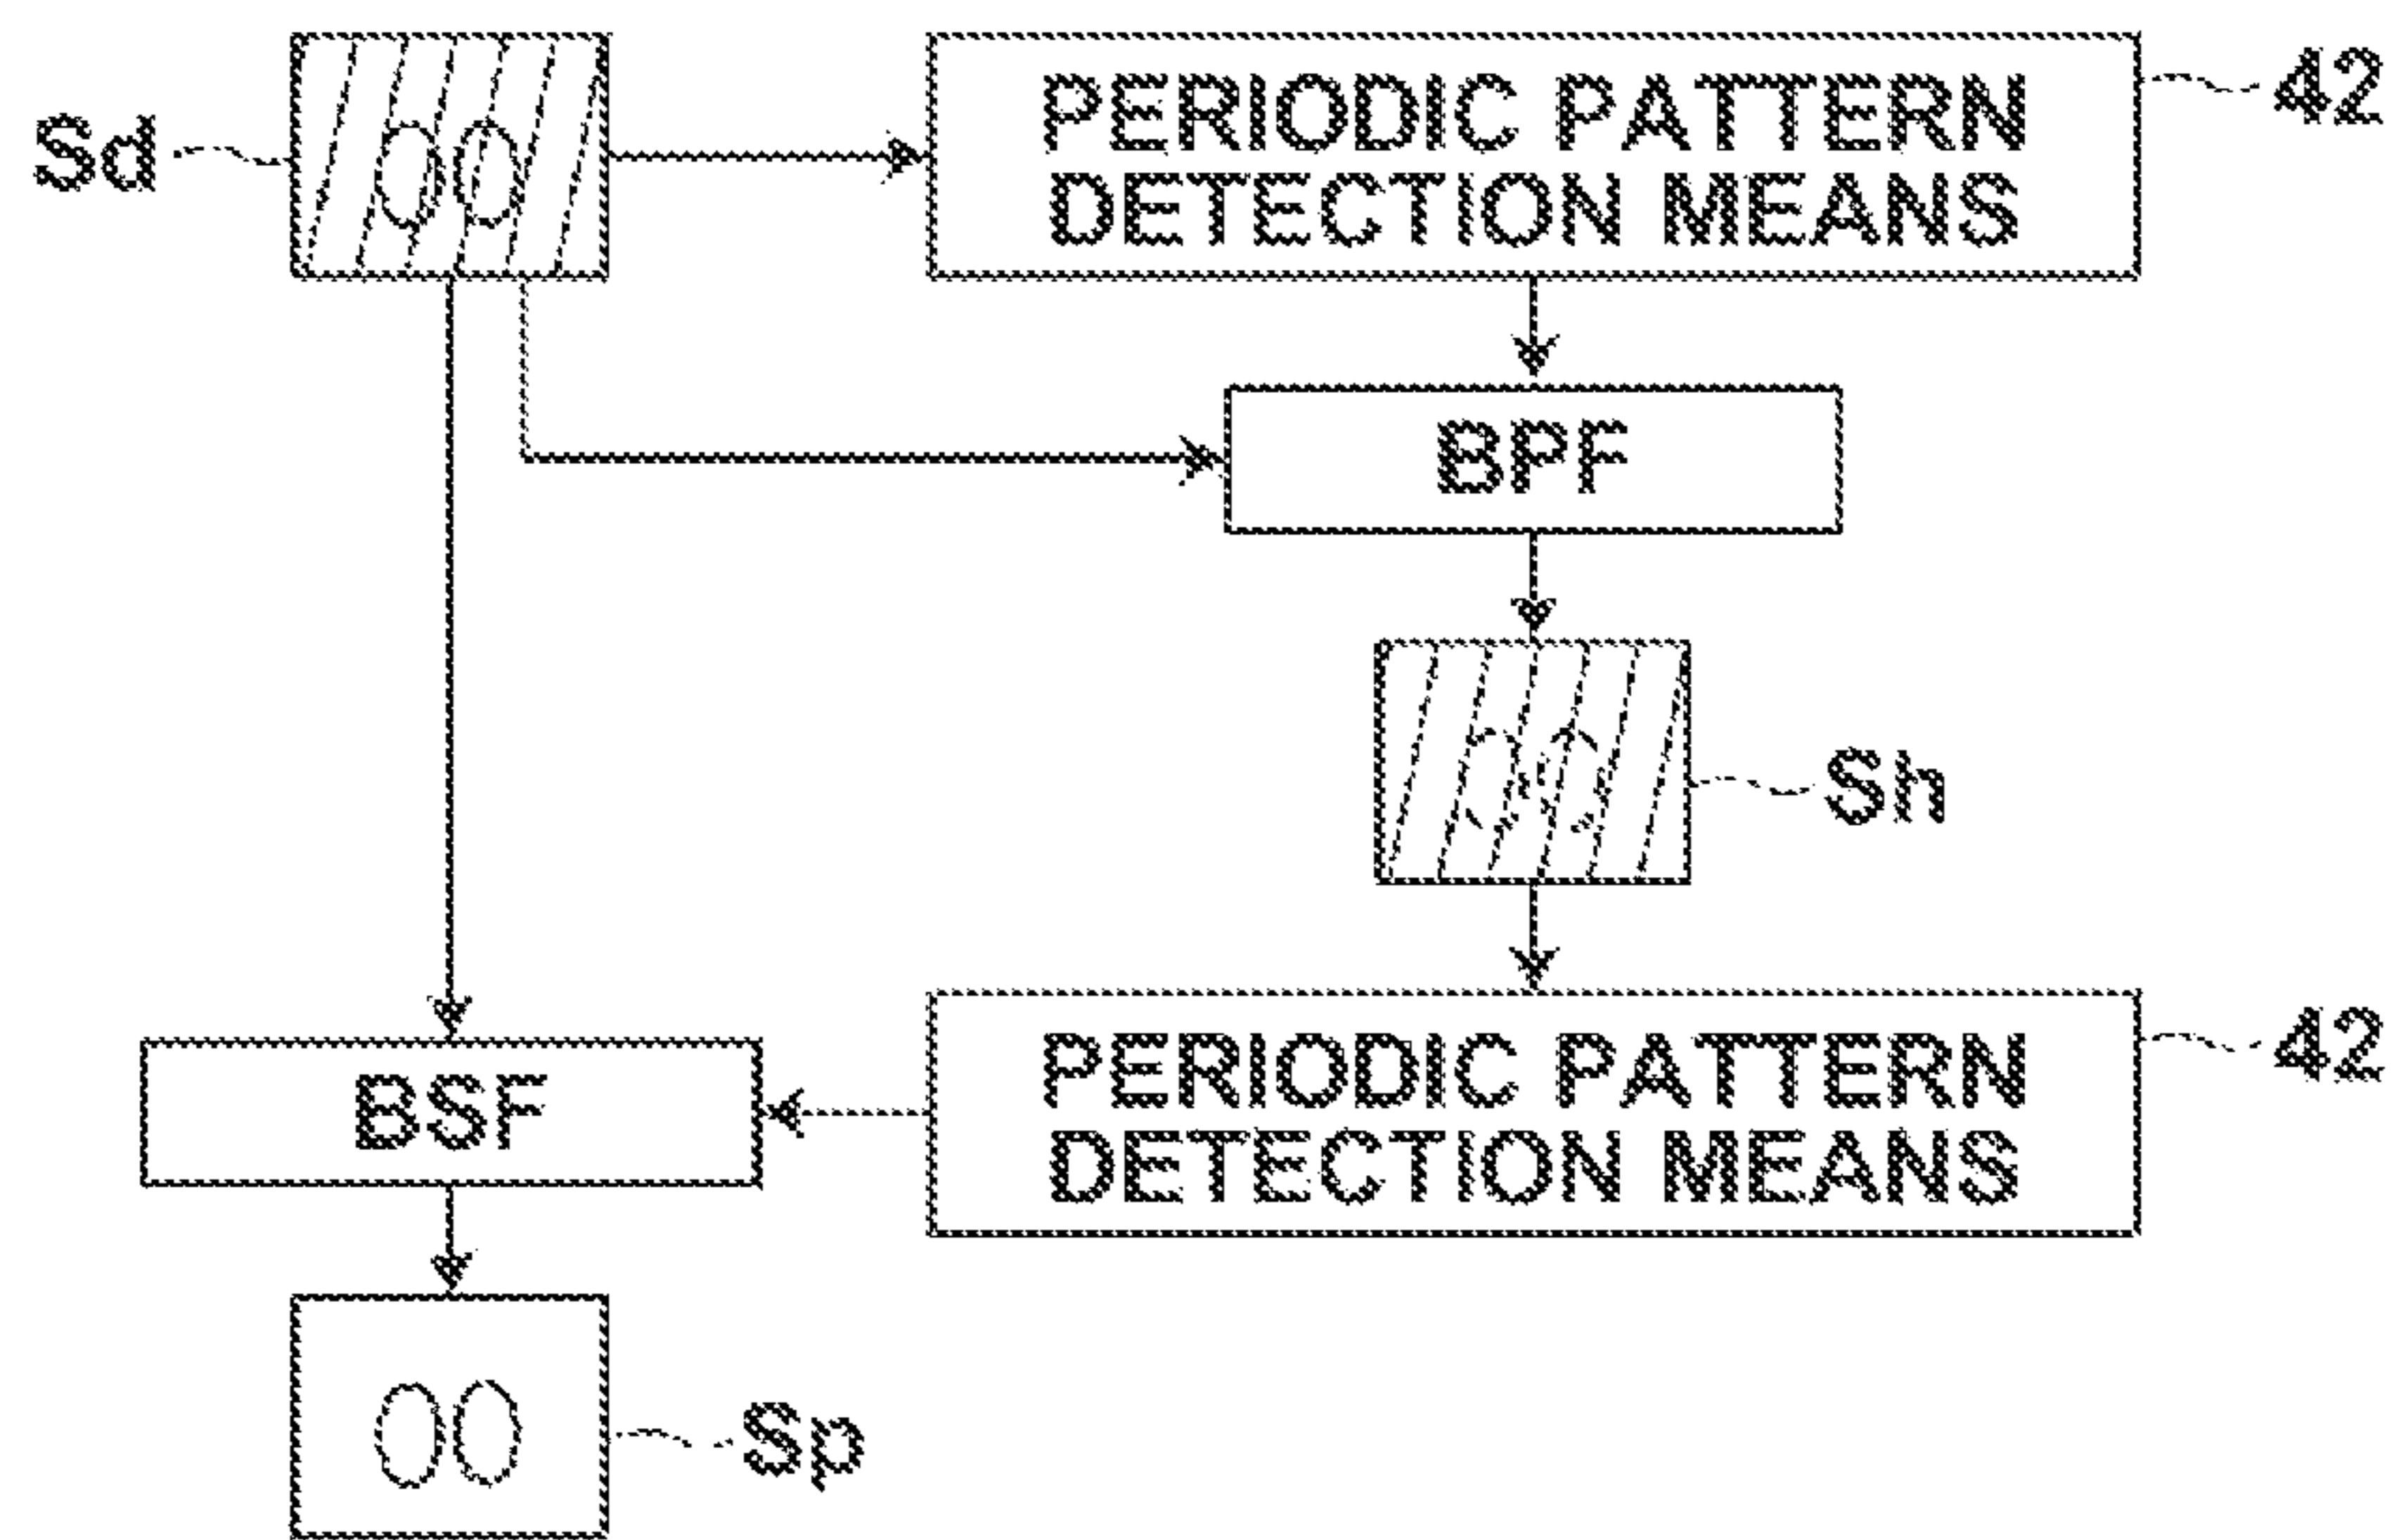 Sd
PERIODIC PATTERN
DETECTION MEANS
42
BPF
Sh
BSF
PERIODIC PATTERN
DETECTION MEANS
42
Sp